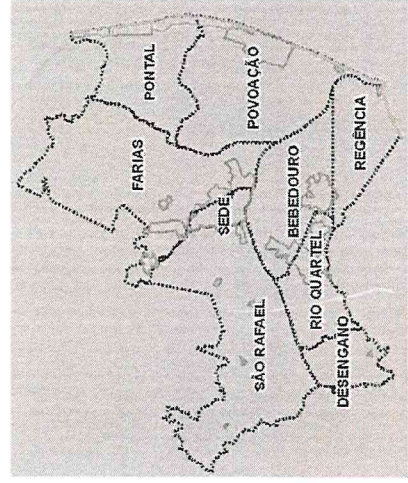 PONTAL
FARIAS
POVOAÇÃO
SEDE
BEBEDOURO
REGÊNCIA
SÃO RAFAEL
RIO QUARTEL
DESENGANO